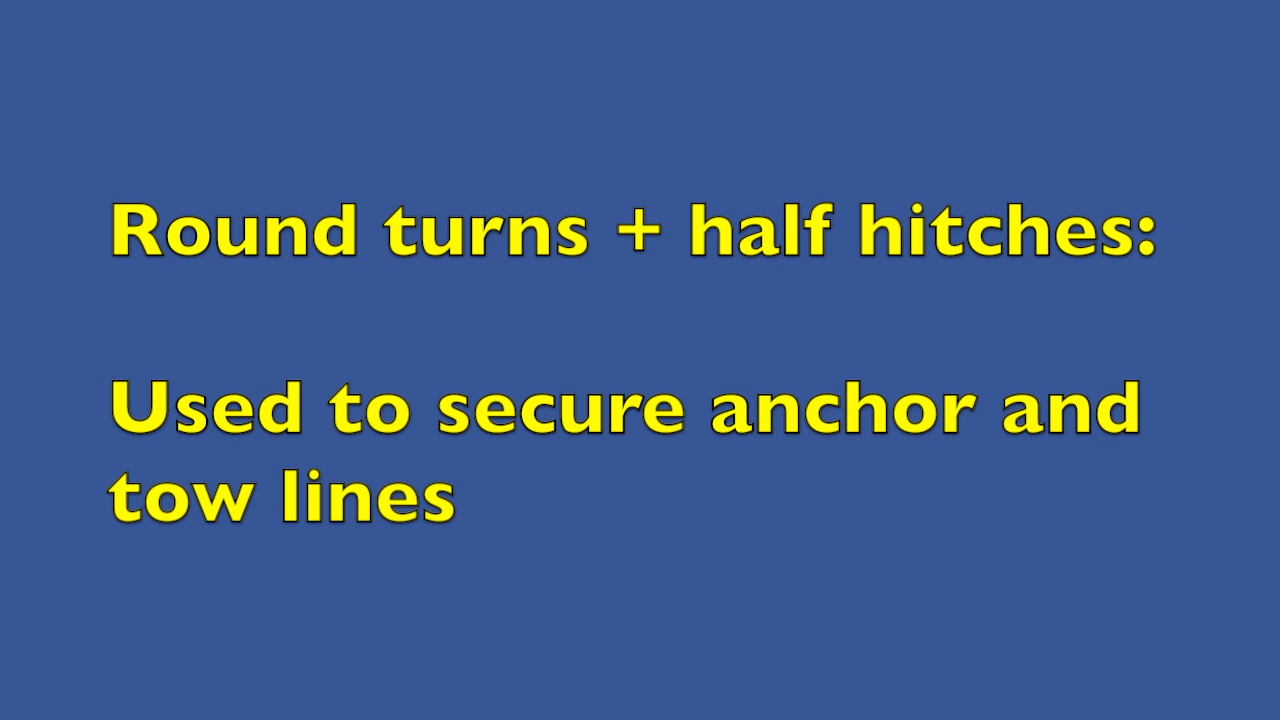 Round turns + half hitches:
Used to secure anchor and
tow lines